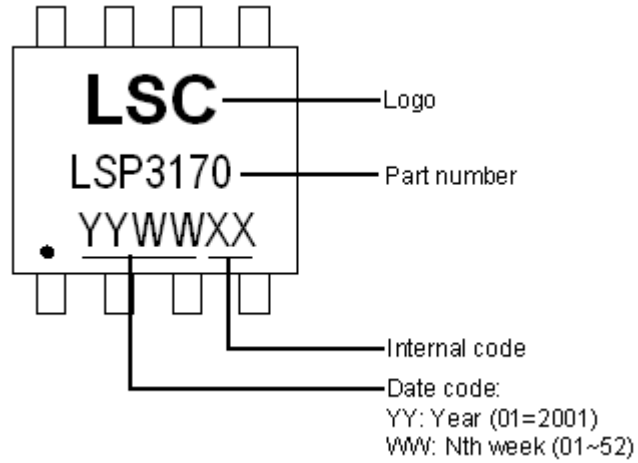 LSC
Logo
LSP3170
Part number
YYWWXX
Internal code
Date code:
YY: Year (01=2001)
WW: Nth week (01~52)